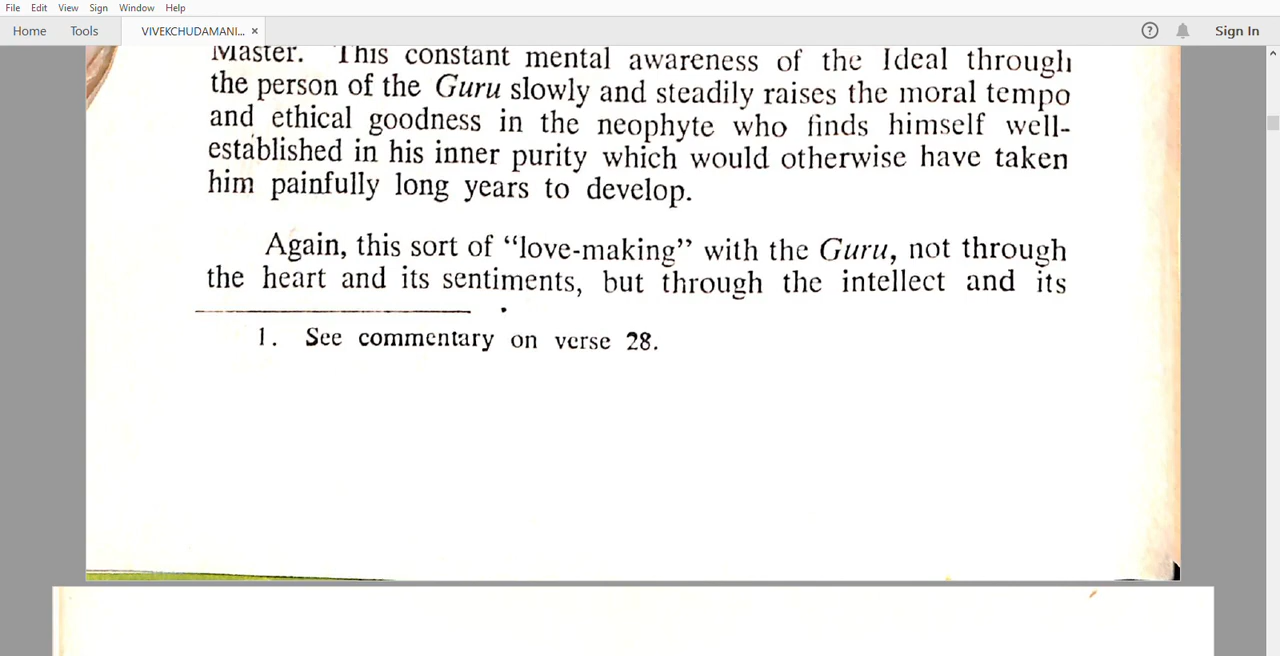 File Edit View Sign Window Help
Home Tools VIVEKCHUDAMANI... × Sign In
Master. This constant mental awareness of the Ideal through
the person of the Guru slowly and steadily raises the moral tempo
and ethical goodness in the neophyte who finds himself well-
established in his inner purity which would otherwise have taken
him painfully long years to develop.
Again, this sort of “love-making” with the Guru, not through
the heart and its sentiments, but through the intellect and its
1. See commentary on verse 28.